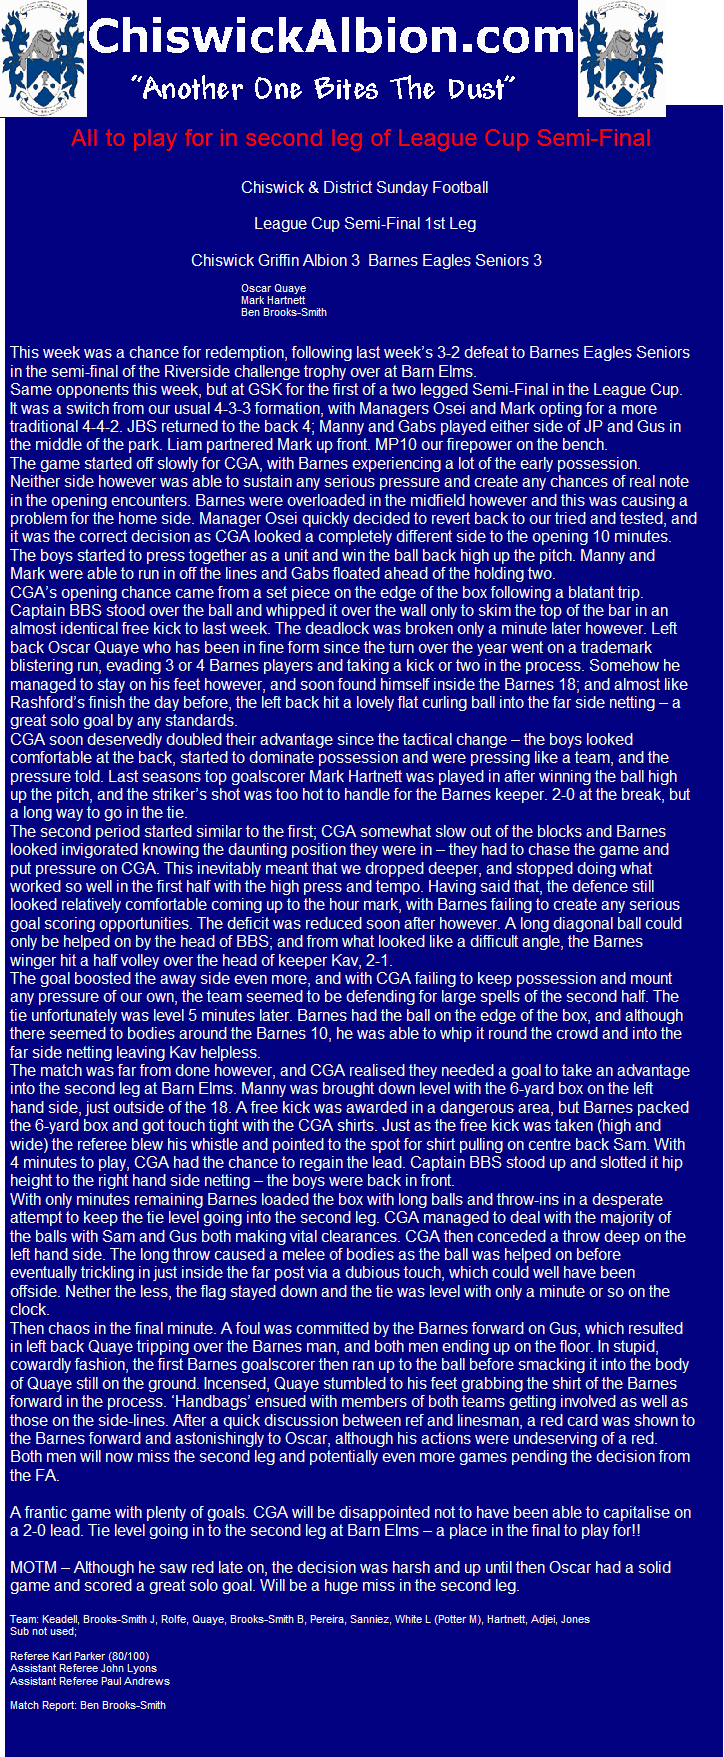 ChiswickAlbion.com
“Another One Bites The Dust”
All to play for in second leg of League Cup Semi-Final
Chiswick & District Sunday Football
League Cup Semi-Final 1st Leg
Chiswick Griffin Albion 3  Barnes Eagles Seniors 3
Oscar Quaye
Mark Hartnett
Ben Brooks-Smith
This week was a chance for redemption, following last week’s 3-2 defeat to Barnes Eagles Seniors
in the semi-final of the Riverside challenge trophy over at Barn Elms.
Same opponents this week, but at GSK for the first of a two legged Semi-Final in the League Cup.
It was a switch from our usual 4-3-3 formation, with Managers Osei and Mark opting for a more
traditional 4-4-2. JBS returned to the back 4; Manny and Gabs played either side of JP and Gus in
the middle of the park. Liam partnered Mark up front. MP10 our firepower on the bench.
The game started off slowly for CGA, with Barnes experiencing a lot of the early possession.
Neither side however was able to sustain any serious pressure and create any chances of real note
in the opening encounters. Barnes were overloaded in the midfield however and this was causing a
problem for the home side. Manager Osei quickly decided to revert back to our tried and tested, and
it was the correct decision as CGA looked a completely different side to the opening 10 minutes.
The boys started to press together as a unit and win the ball back high up the pitch. Manny and
Mark were able to run in off the lines and Gabs floated ahead of the holding two.
CGA’s opening chance came from a set piece on the edge of the box following a blatant trip.
Captain BBS stood over the ball and whipped it over the wall only to skim the top of the bar in an
almost identical free kick to last week. The deadlock was broken only a minute later however. Left
back Oscar Quaye who has been in fine form since the turn over the year went on a trademark
blistering run, evading 3 or 4 Barnes players and taking a kick or two in the process. Somehow he
managed to stay on his feet however, and soon found himself inside the Barnes 18; and almost like
Rashford’s finish the day before, the left back hit a lovely flat curling ball into the far side netting – a
great solo goal by any standards.
CGA soon deservedly doubled their advantage since the tactical change – the boys looked
comfortable at the back, started to dominate possession and were pressing like a team, and the
pressure told. Last seasons top goalscorer Mark Hartnett was played in after winning the ball high
up the pitch, and the striker’s shot was too hot to handle for the Barnes keeper. 2-0 at the break, but
a long way to go in the tie.
The second period started similar to the first; CGA somewhat slow out of the blocks and Barnes
looked invigorated knowing the daunting position they were in – they had to chase the game and
put pressure on CGA. This inevitably meant that we dropped deeper, and stopped doing what
worked so well in the first half with the high press and tempo. Having said that, the defence still
looked relatively comfortable coming up to the hour mark, with Barnes failing to create any serious
goal scoring opportunities. The deficit was reduced soon after however. A long diagonal ball could
only be helped on by the head of BBS; and from what looked like a difficult angle, the Barnes
winger hit a half volley over the head of keeper Kav, 2-1.
The goal boosted the away side even more, and with CGA failing to keep possession and mount
any pressure of our own, the team seemed to be defending for large spells of the second half. The
tie unfortunately was level 5 minutes later. Barnes had the ball on the edge of the box, and although
there seemed to bodies around the Barnes 10, he was able to whip it round the crowd and into the
far side netting leaving Kav helpless.
The match was far from done however, and CGA realised they needed a goal to take an advantage
into the second leg at Barn Elms. Manny was brought down level with the 6-yard box on the left
hand side, just outside of the 18. A free kick was awarded in a dangerous area, but Barnes packed
the 6-yard box and got touch tight with the CGA shirts. Just as the free kick was taken (high and
wide) the referee blew his whistle and pointed to the spot for shirt pulling on centre back Sam. With
4 minutes to play, CGA had the chance to regain the lead. Captain BBS stood up and slotted it hip
height to the right hand side netting – the boys were back in front.
With only minutes remaining Barnes loaded the box with long balls and throw-ins in a desperate
attempt to keep the tie level going into the second leg. CGA managed to deal with the majority of
the balls with Sam and Gus both making vital clearances. CGA then conceded a throw deep on the
left hand side. The long throw caused a melee of bodies as the ball was helped on before
eventually trickling in just inside the far post via a dubious touch, which could well have been
offside. Nether the less, the flag stayed down and the tie was level with only a minute or so on the
clock.
Then chaos in the final minute. A foul was committed by the Barnes forward on Gus, which resulted
in left back Quaye tripping over the Barnes man, and both men ending up on the floor. In stupid,
cowardly fashion, the first Barnes goalscorer then ran up to the ball before smacking it into the body
of Quaye still on the ground. Incensed, Quaye stumbled to his feet grabbing the shirt of the Barnes
forward in the process. ‘Handbags’ ensued with members of both teams getting involved as well as
those on the side-lines. After a quick discussion between ref and linesman, a red card was shown to
the Barnes forward and astonishingly to Oscar, although his actions were undeserving of a red.
Both men will now miss the second leg and potentially even more games pending the decision from
the FA.
A frantic game with plenty of goals. CGA will be disappointed not to have been able to capitalise on
a 2-0 lead. Tie level going in to the second leg at Barn Elms – a place in the final to play for!!
MOTM – Although he saw red late on, the decision was harsh and up until then Oscar had a solid
game and scored a great solo goal. Will be a huge miss in the second leg.
Team: Keadell, Brooks-Smith J, Rolfe, Quaye, Brooks-Smith B, Pereira, Sanniez, White L (Potter M), Hartnett, Adjei, Jones
Sub not used;
Referee Karl Parker (80/100)
Assistant Referee John Lyons
Assistant Referee Paul Andrews
Match Report: Ben Brooks-Smith